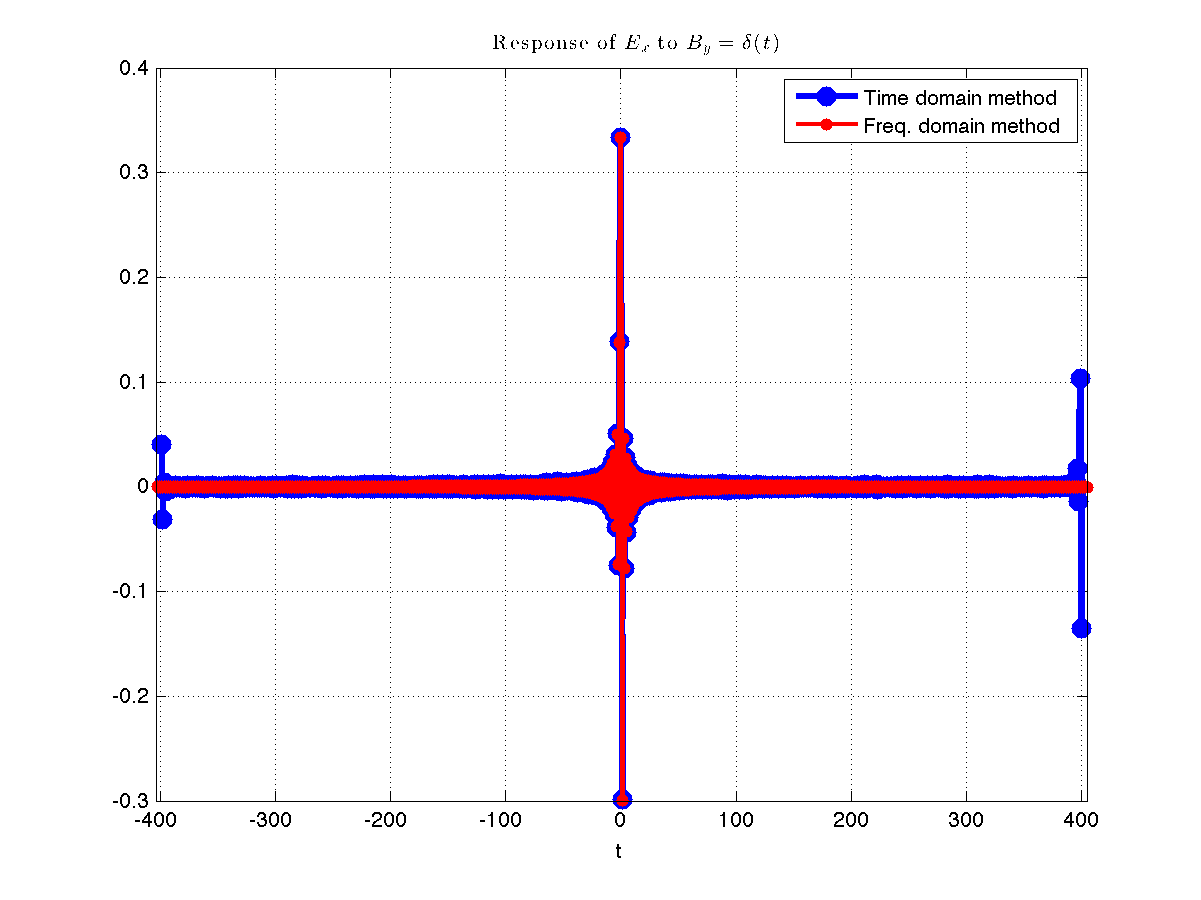 Response of E_x to B_y = δ(t)
0.4
Time domain method
Freq. domain method
0.3
0.2
0.1
0
-0.1
-0.2
-0.3
-400 -300 -200 -100 0 100 200 300 400
t